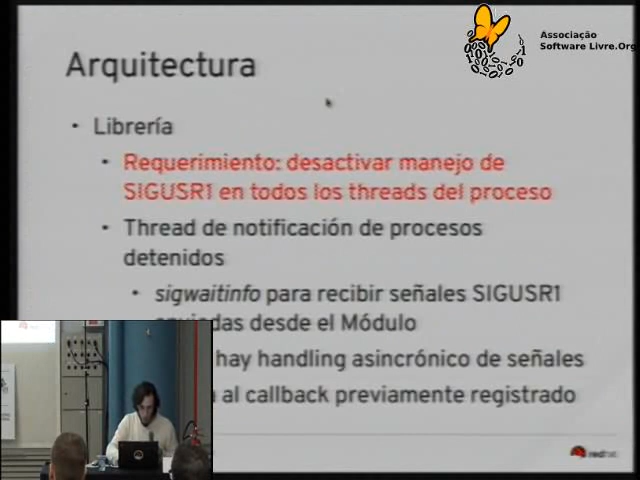 Associação
Software Livre.Org
Arquitectura
• Librería
• Requerimiento: desactivar manejo de
SIGUSR1 en todos los threads del proceso
• Thread de notificación de procesos
detenidos
• sigwaitinfo para recibir señales SIGUSR1
desde el Módulo
hay handling asincrónico de señales
al callback previamente registrado
redhat